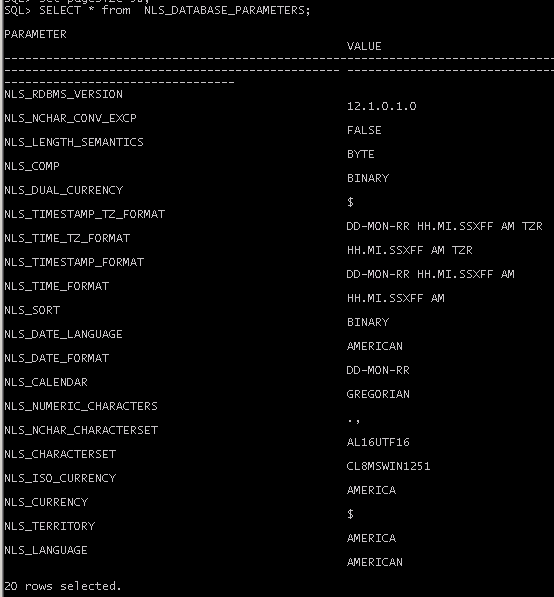 SQL> SELECT * from  NLS_DATABASE_PARAMETERS;
PARAMETER
VALUE
--------------------------------------------------------------------------------
--------------------------------------------------------------------------------
--------------------------------
NLS_RDBMS_VERSION
12.1.0.1.0
NLS_NCHAR_CONV_EXCP
FALSE
NLS_LENGTH_SEMANTICS
BYTE
NLS_COMP
BINARY
NLS_DUAL_CURRENCY
$
NLS_TIMESTAMP_TZ_FORMAT
DD-MON-RR HH.MI.SSXFF AM TZR
NLS_TIME_TZ_FORMAT
HH.MI.SSXFF AM TZR
NLS_TIMESTAMP_FORMAT
DD-MON-RR HH.MI.SSXFF AM
NLS_TIME_FORMAT
HH.MI.SSXFF AM
NLS_SORT
BINARY
NLS_DATE_LANGUAGE
AMERICAN
NLS_DATE_FORMAT
DD-MON-RR
NLS_CALENDAR
GREGORIAN
NLS_NUMERIC_CHARACTERS
.,
NLS_NCHAR_CHARACTERSET
AL16UTF16
NLS_CHARACTERSET
CL8MSWIN1251
NLS_ISO_CURRENCY
AMERICA
NLS_CURRENCY
$
NLS_TERRITORY
AMERICA
NLS_LANGUAGE
AMERICAN
20 rows selected.